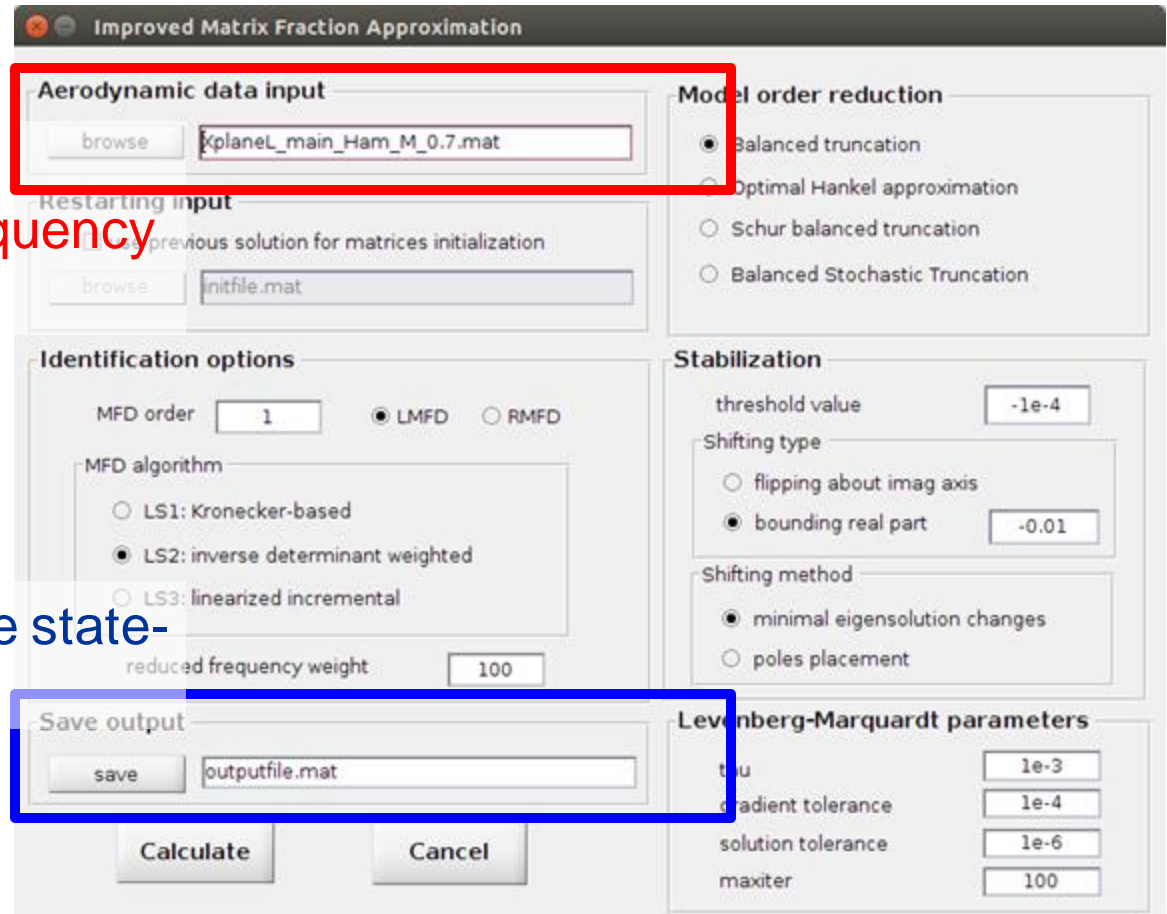 Improved Matrix Fraction Approximation
Aerodynamic data input
browse XplaneL_main_Ham_M_0.7.mat
Restarting input
quency
use previous solution for matrices initialization
browse initfile.mat
Identification options
MFD order 1 LMFD RMFD
MFD algorithm
LS1: Kronecker-based
LS2: inverse determinant weighted
LS3: linearized incremental
e state-
reduced frequency weight 100
Save output
save outputfile.mat
Calculate Cancel
Model order reduction
Balanced truncation
Optimal Hankel approximation
Schur balanced truncation
Balanced Stochastic Truncation
Stabilization
threshold value -1e-4
Shifting type
flipping about imag axis
bounding real part -0.01
Shifting method
minimal eigensolution changes
poles placement
Levenberg-Marquardt parameters
tau 1e-3
gradient tolerance 1e-4
solution tolerance 1e-6
maxiter 100